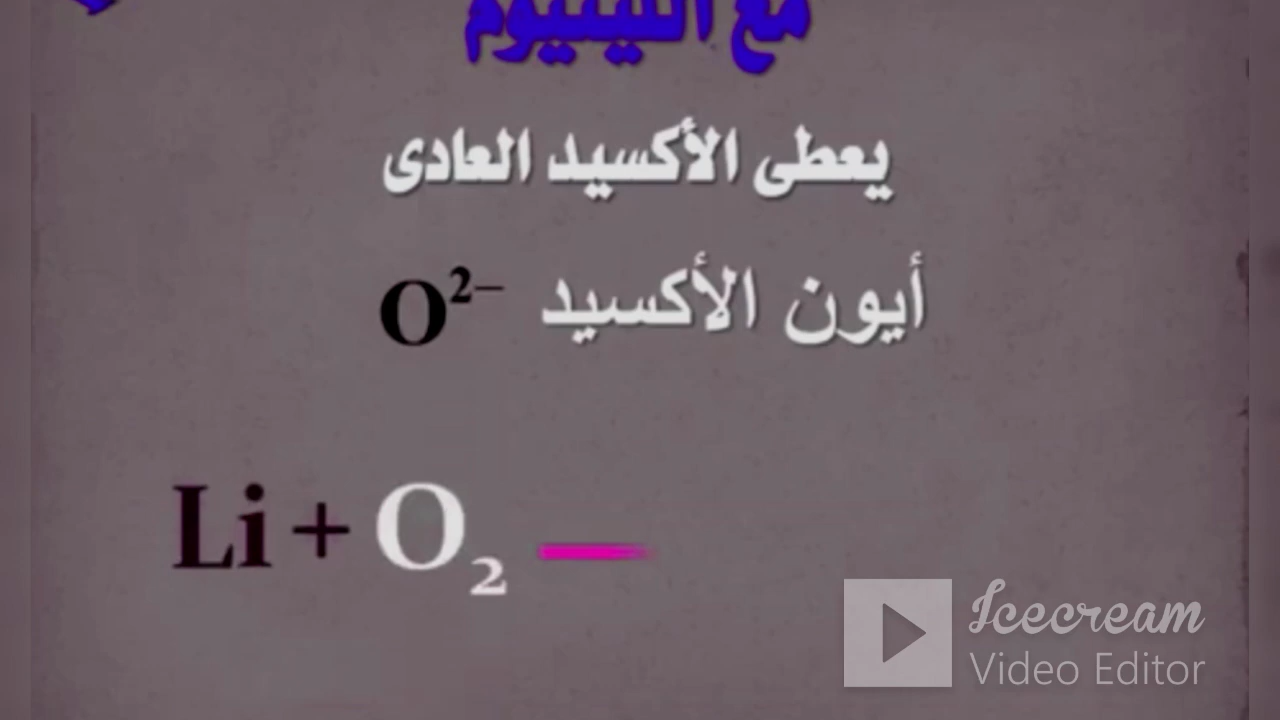 مع الليثيوم
يعطى الأكسيد العادى
أيون الأكسيد O²⁻
Li + O₂
Icecream
Video Editor